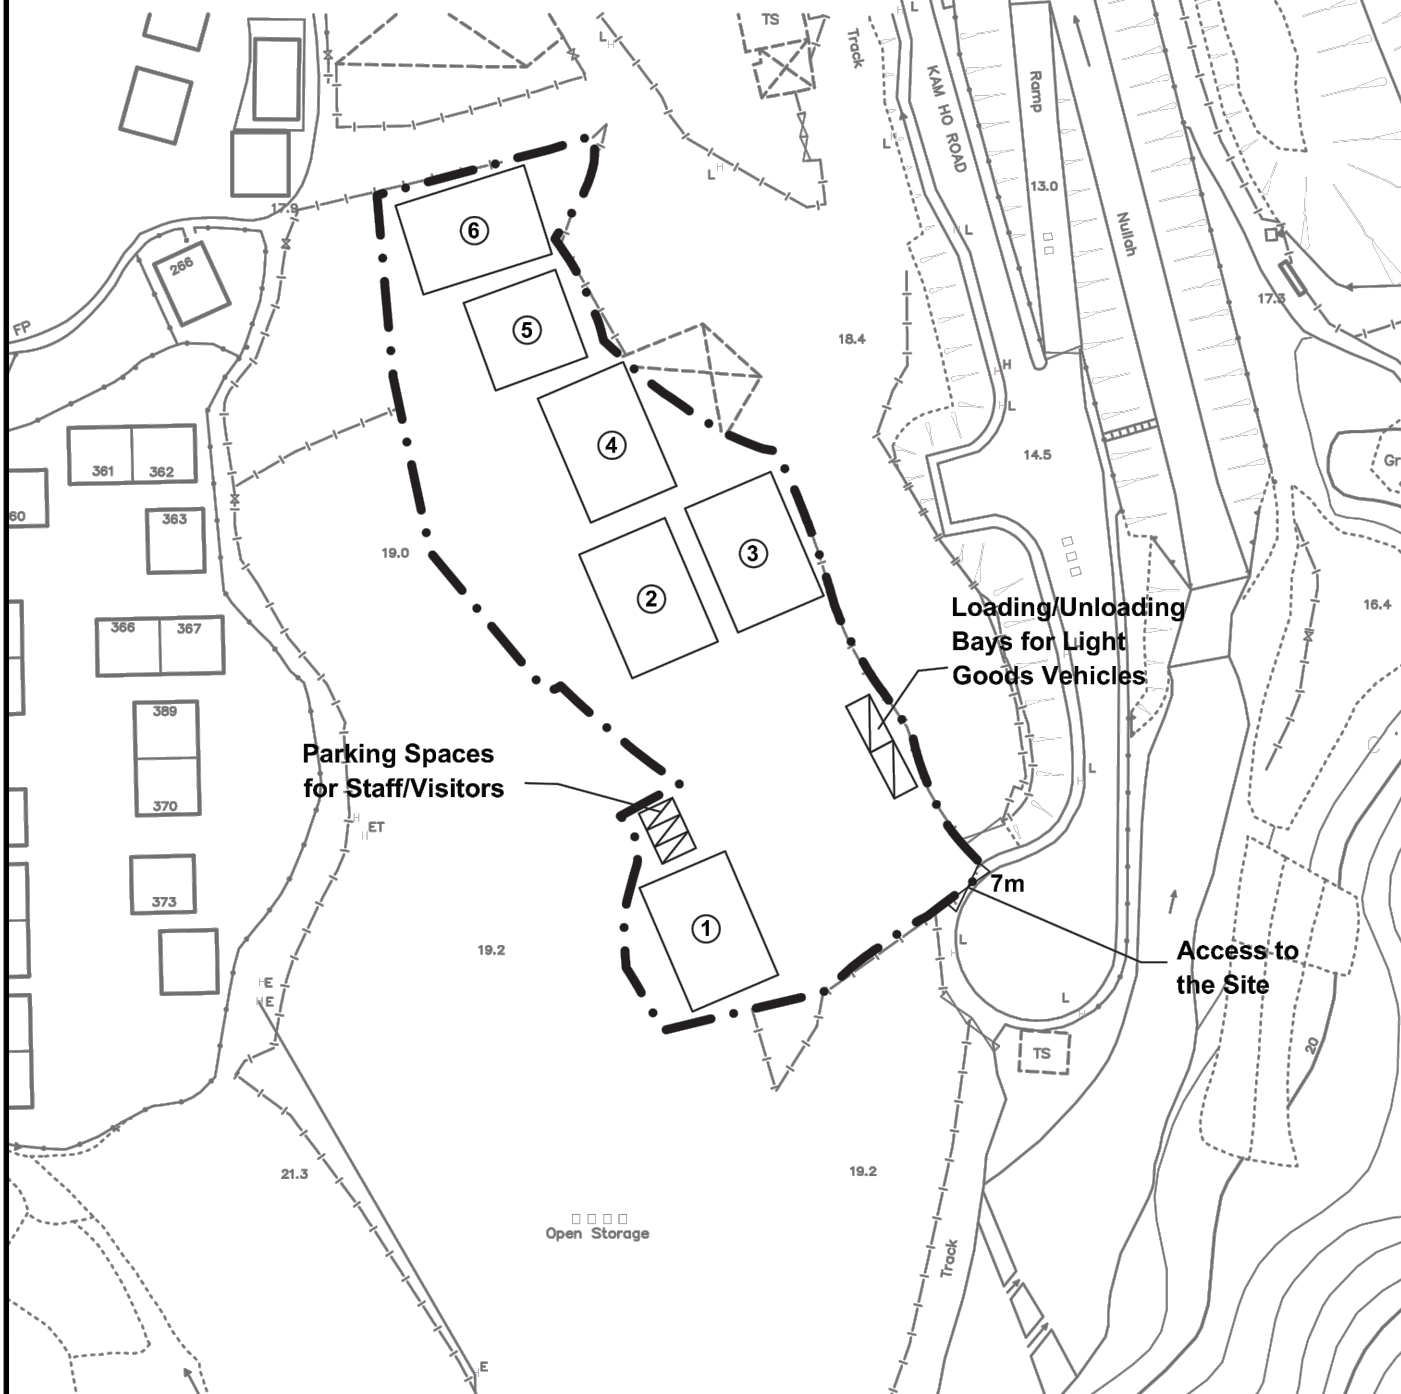 TS
L
L
Track
KAM HO ROAD
Ramp
L
L
13.0
17.9
6
Nullah
L
266
17.3
FP
5
18.4
H
L
4
14.5
361
362
Gr
60
363
19.0
3
2
Loading/Unloading
Bays for Light
Goods Vehicles
16.4
366
367
389
Parking Spaces
for Staff/Visitors
L
370
ET
7m
373
1
19.2
L
Access to
the Site
E
E
L
TS
20
21.3
19.2
Open Storage
Track
E